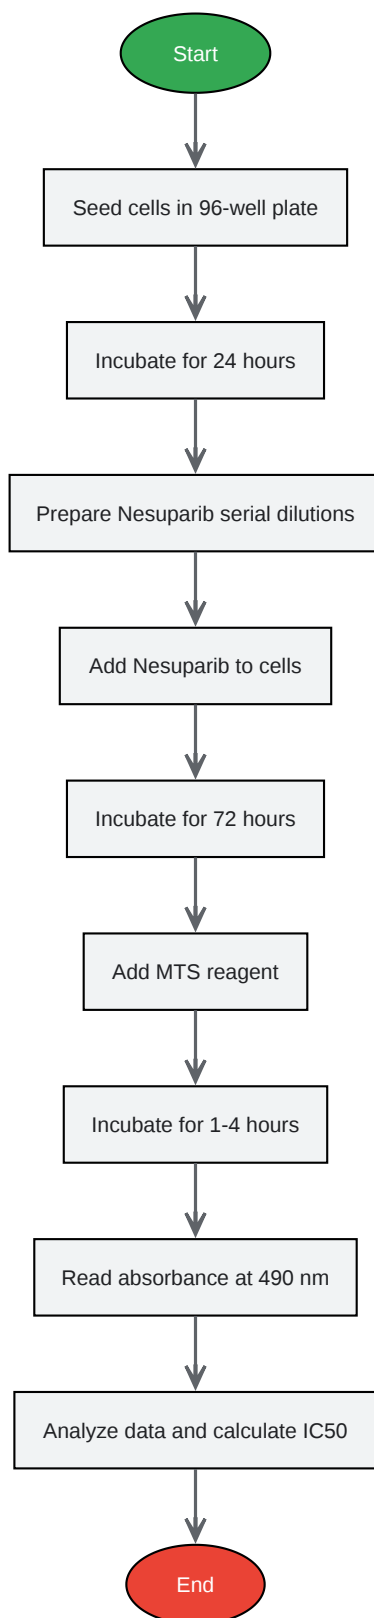 Start
Seed cells in 96-well plate
Incubate for 24 hours
Prepare Nesuparib serial dilutions
Add Nesuparib to cells
Incubate for 72 hours
Add MTS reagent
Incubate for 1-4 hours
Read absorbance at 490 nm
Analyze data and calculate IC50
End